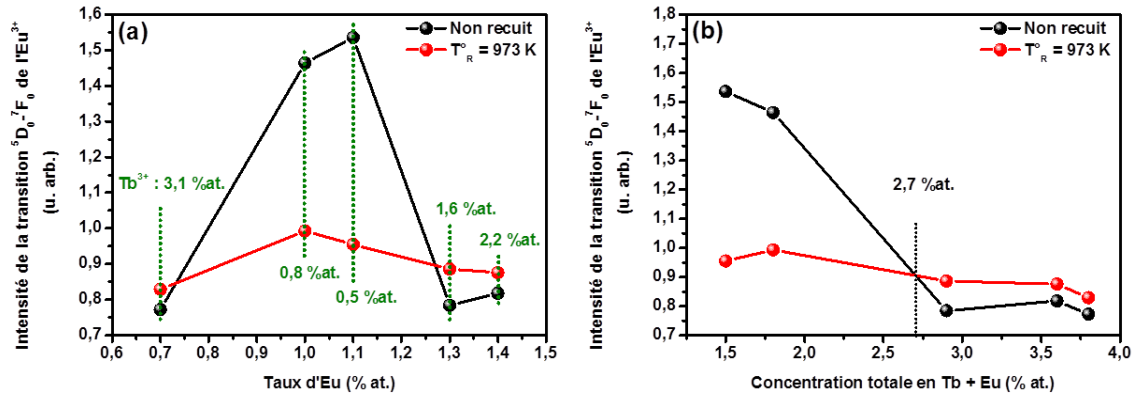 (a)
Non recuit
T°R = 973 K
Intensité de la transition ⁵D₀-⁷F₀ de l'Eu³⁺
(u. arb.)
1,6
1,5
1,4
1,3
1,2
1,1
1,0
0,9
0,8
0,7
Tb³⁺ : 3,1 %at.
0,8 %at.
0,5 %at.
1,6 %at.
2,2 %at.
0,6 0,7 0,8 0,9 1,0 1,1 1,2 1,3 1,4 1,5
Taux d'Eu (% at.)
(b)
Non recuit
T°R = 973 K
Intensité de la transition ⁵D₀-⁷F₀ de l'Eu³⁺
(u. arb.)
1,8
1,7
1,6
1,5
1,4
1,3
1,2
1,1
1,0
0,9
0,8
0,7
2,7 %at.
1,5 2,0 2,5 3,0 3,5 4,0
Concentration totale en Tb + Eu (% at.)